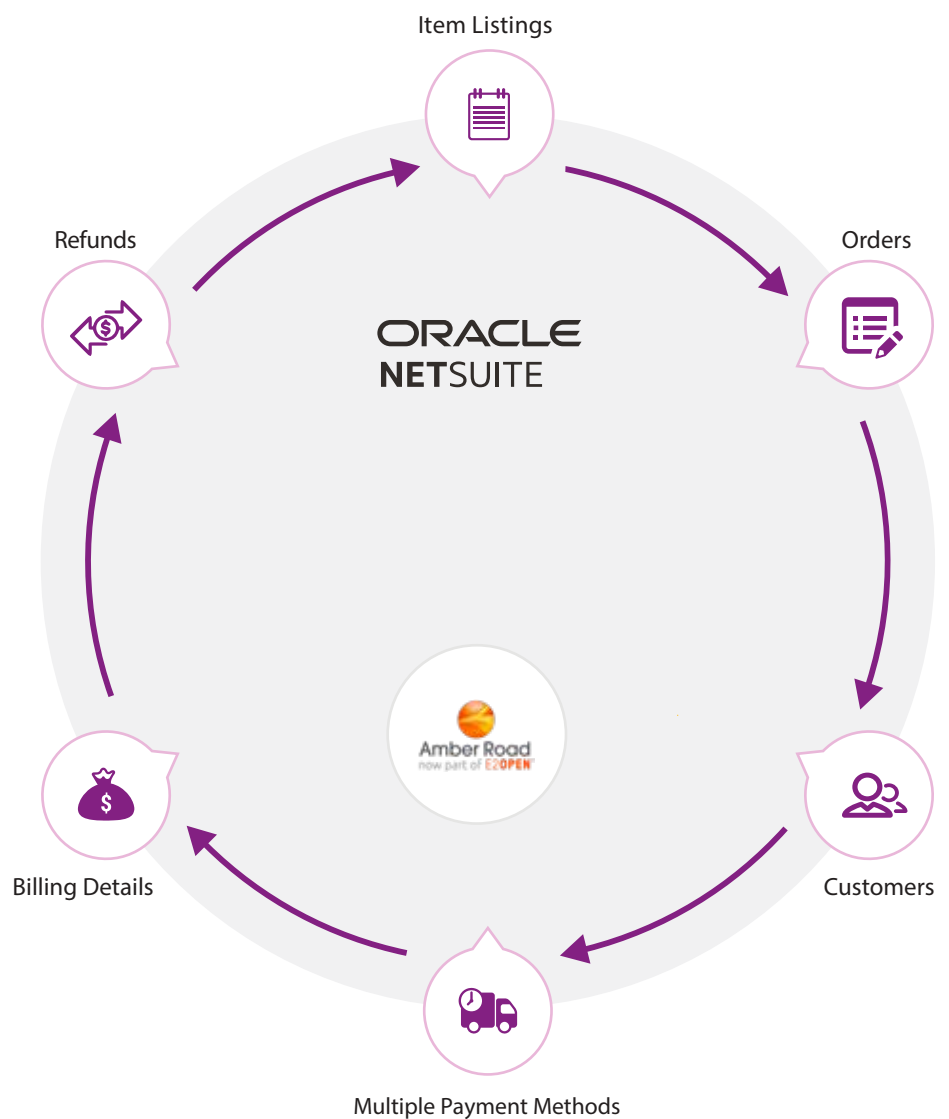 Item Listings
Refunds
Orders
ORACLE
NETSUITE
$
Amber Road
now part of E2OPEN
$
Billing Details
Customers
Multiple Payment Methods